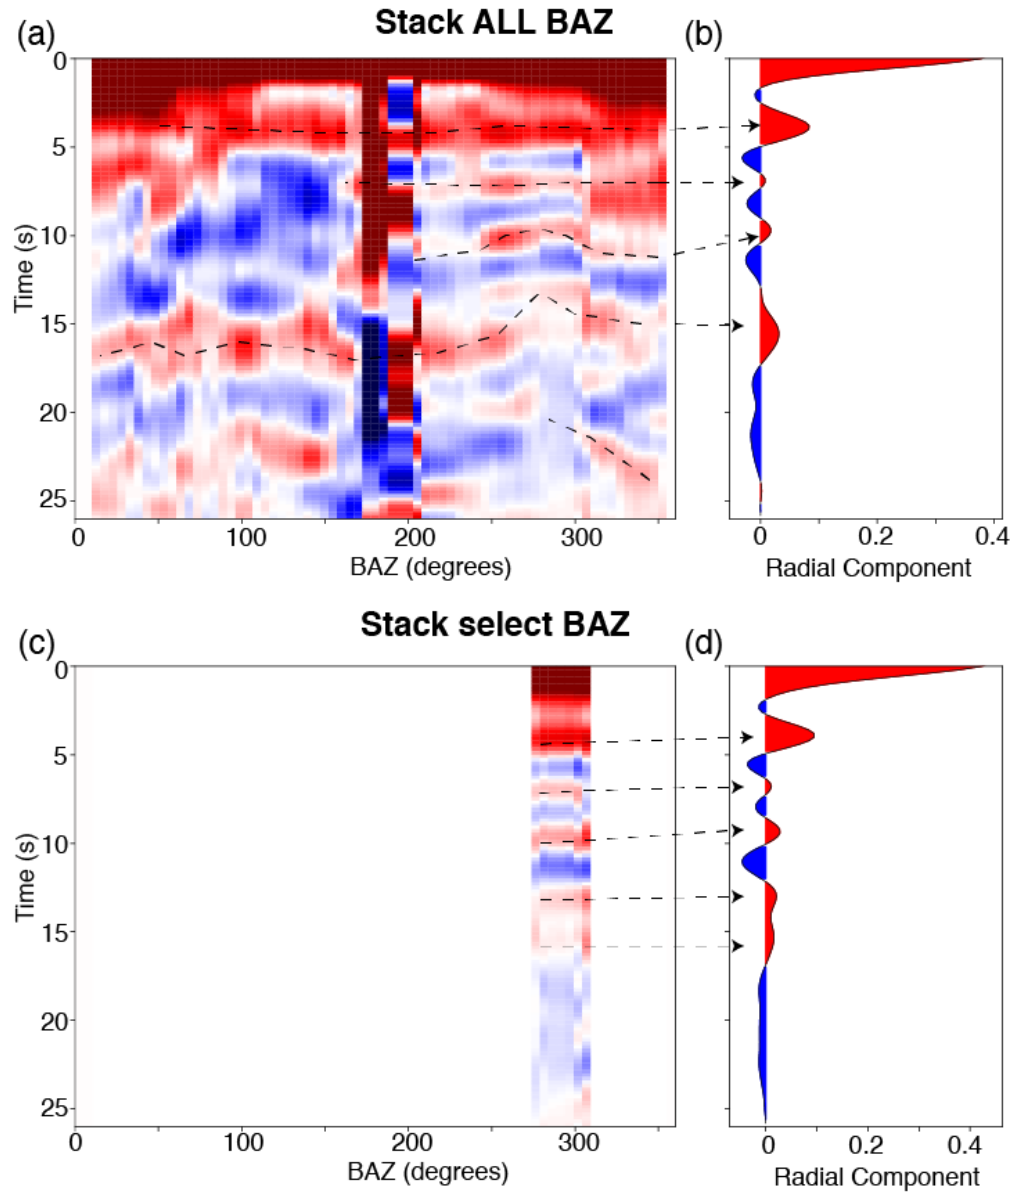 Stack ALL BAZ
(a)
(b)
0
5
10
15
20
25
Time (s)
0
100
200
300
BAZ (degrees)
0
0.2
0.4
Radial Component
Stack select BAZ
(c)
(d)
0
5
10
15
20
25
Time (s)
0
100
200
300
BAZ (degrees)
0
0.2
0.4
Radial Component